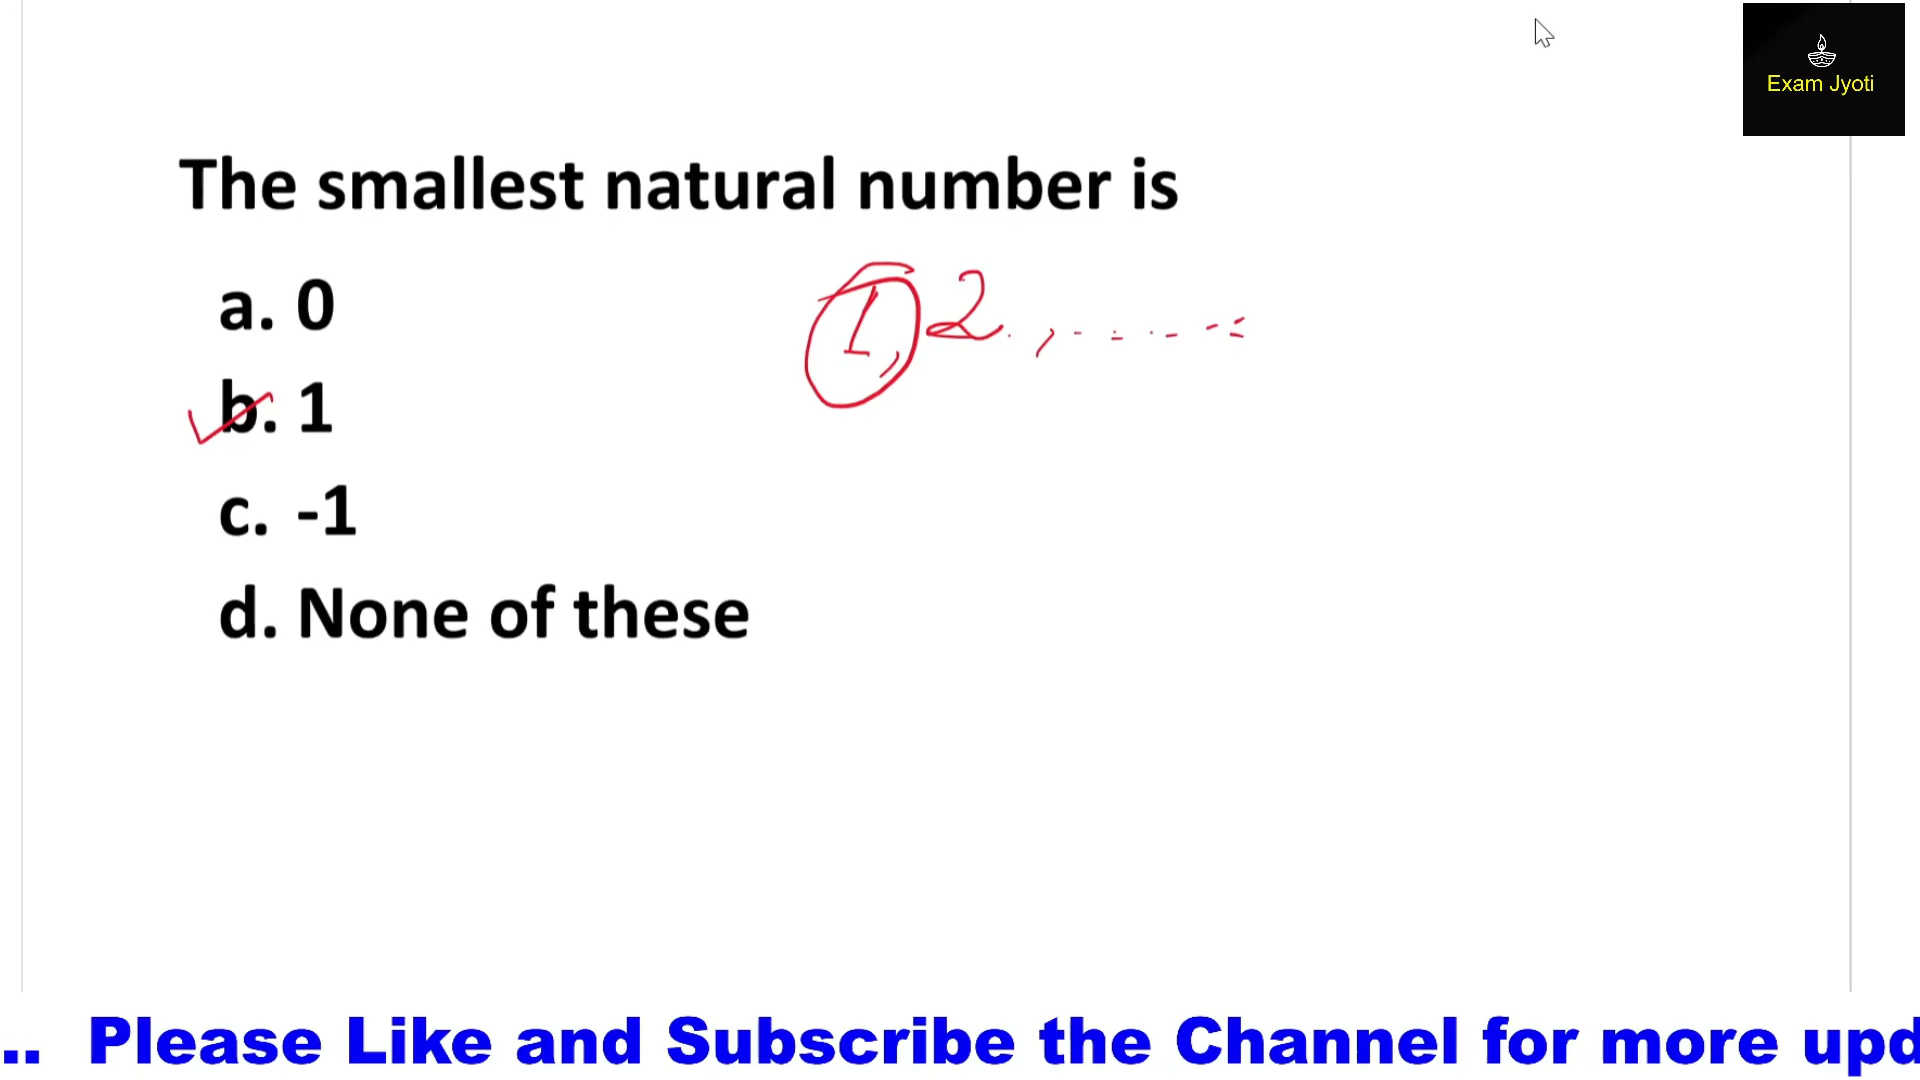 Exam Jyoti
The smallest natural number is
a. 0
1, 2 , ......
b. 1
c. -1
d. None of these
.. Please Like and Subscribe the Channel for more upd